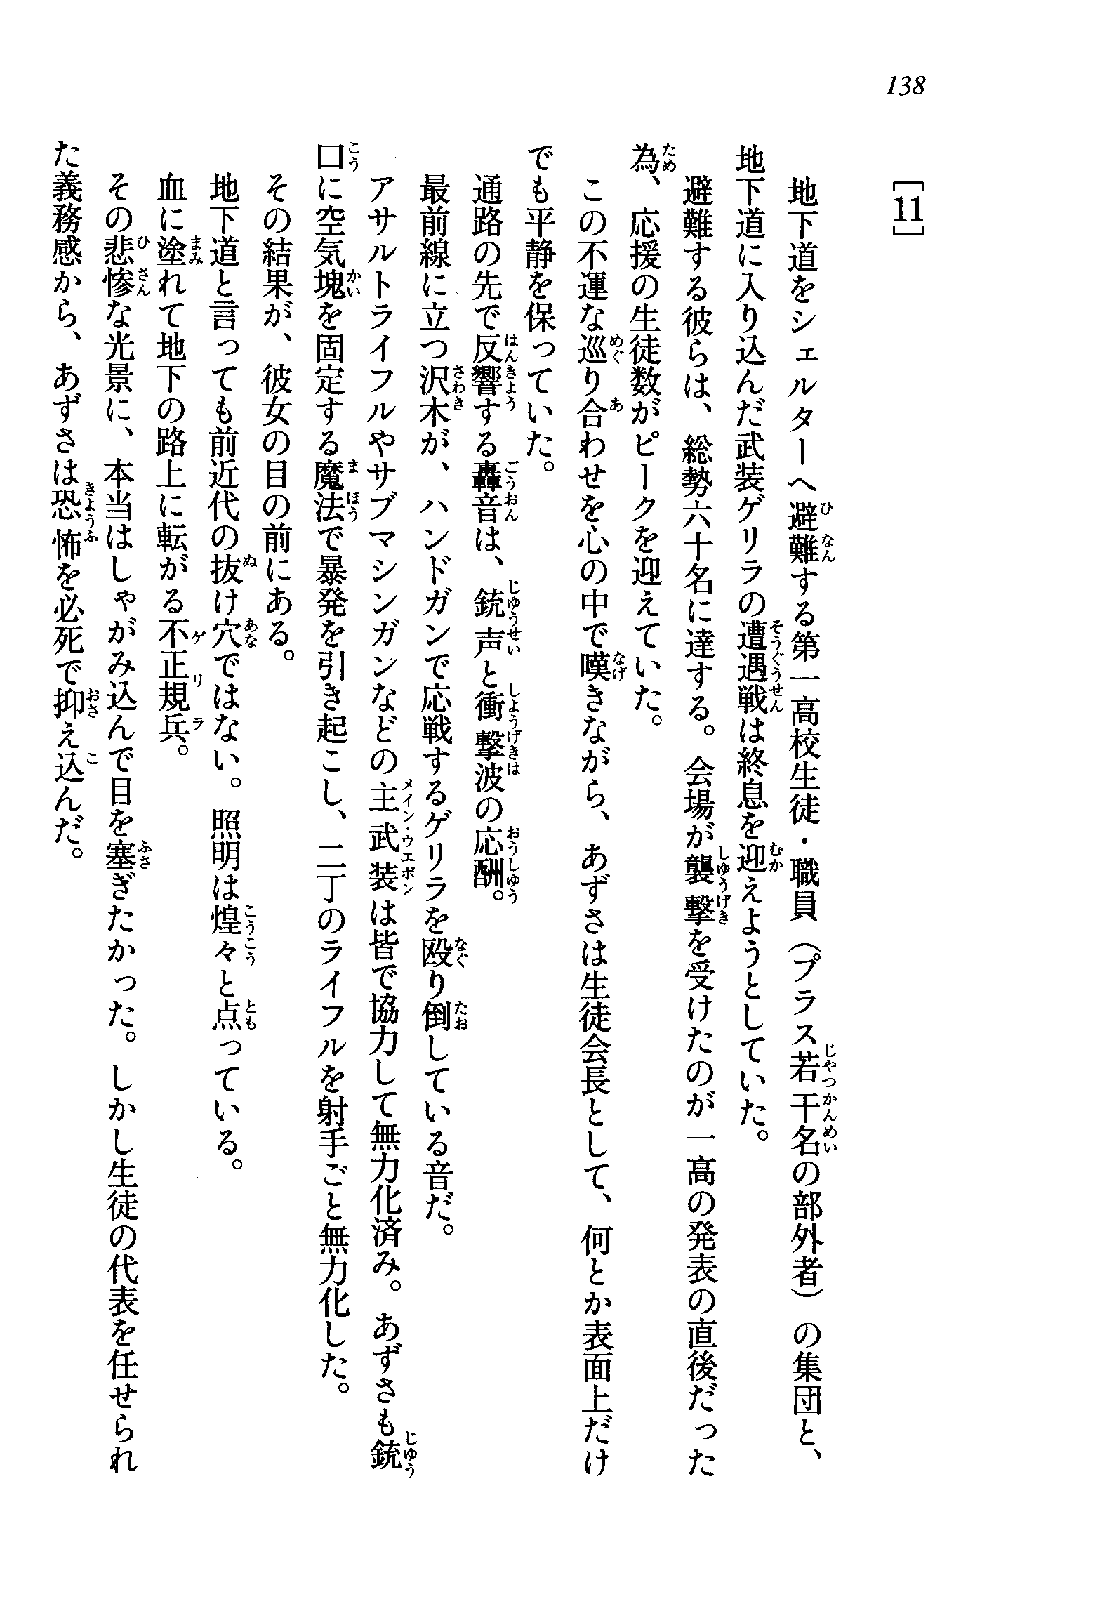 138
［11］
地下道をシェルターへ避難する第一高校生徒・職員（プラス若干名の部外者）の集団と、
地下道に入り込んだ武装ゲリラの遭遇戦は終息を迎えようとしていた。
避難する彼らは、総勢六十名に達する。会場が襲撃を受けたのが一高の発表の直後だった
為、応援の生徒数がピークを迎えていた。
この不運な巡り合わせを心の中で嘆きながら、あずさは生徒会長として、何とか表面上だけ
でも平静を保っていた。
通路の先で反響する轟音は、銃声と衝撃波の応酬。
最前線に立つ沢木が、ハンドガンで応戦するゲリラを殴り倒している音だ。
アサルトライフルやサブマシンガンなどの主武装は皆で協力して無力化済み。あずさも銃
口に空気塊を固定する魔法で暴発を引き起こし、二丁のライフルを射手ごと無力化した。
その結果が、彼女の目の前にある。
地下道と言っても前近代の抜け穴ではない。照明は煌々と点っている。
血に塗れて地下の路上に転がる不正規兵。
その悲惨な光景に、本当はしゃがみ込んで目を塞ぎたかった。しかし生徒の代表を任せられ
た義務感から、あずさは恐怖を必死で抑え込んだ。